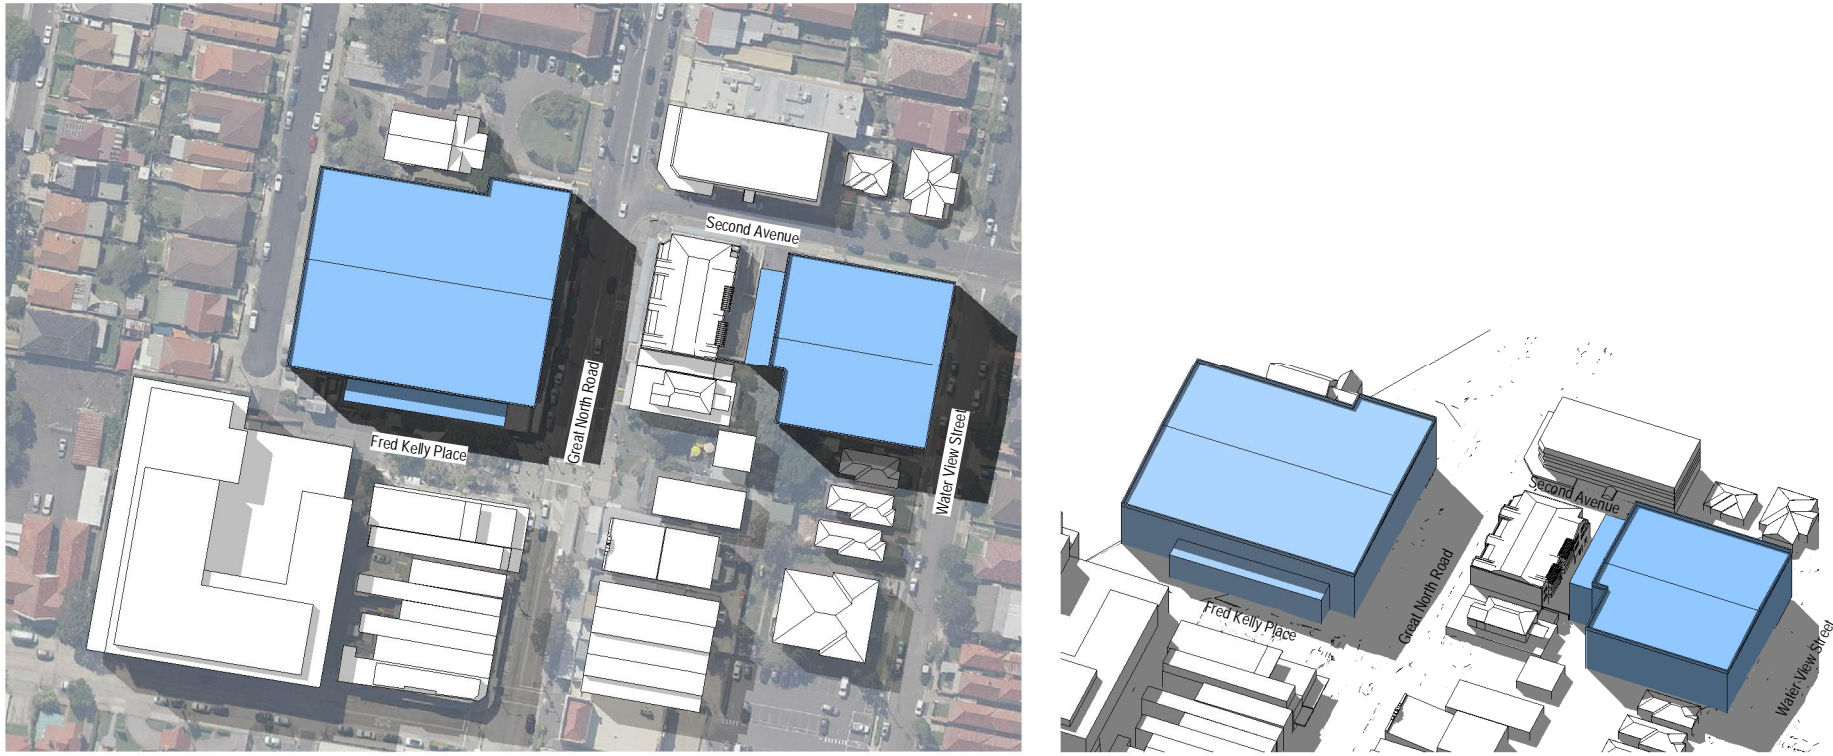 Second Avenue
Great North Road
Fred Kelly Place
Water View Street
Second Avenue
Great North Road
Fred Kelly Place
Water View Street